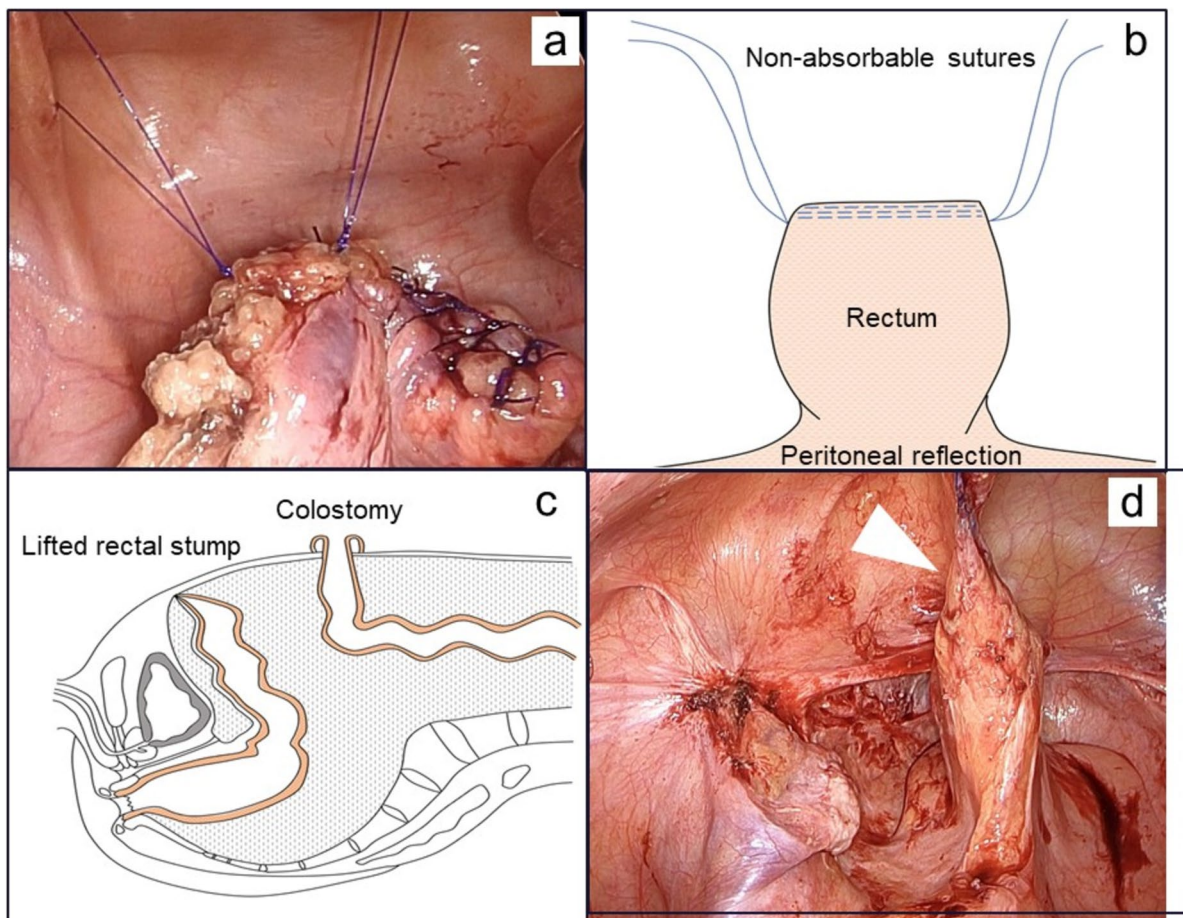 a
b
Non-absorbable sutures
Rectum
Peritoneal reflection
c
Colostomy
Lifted rectal stump
d